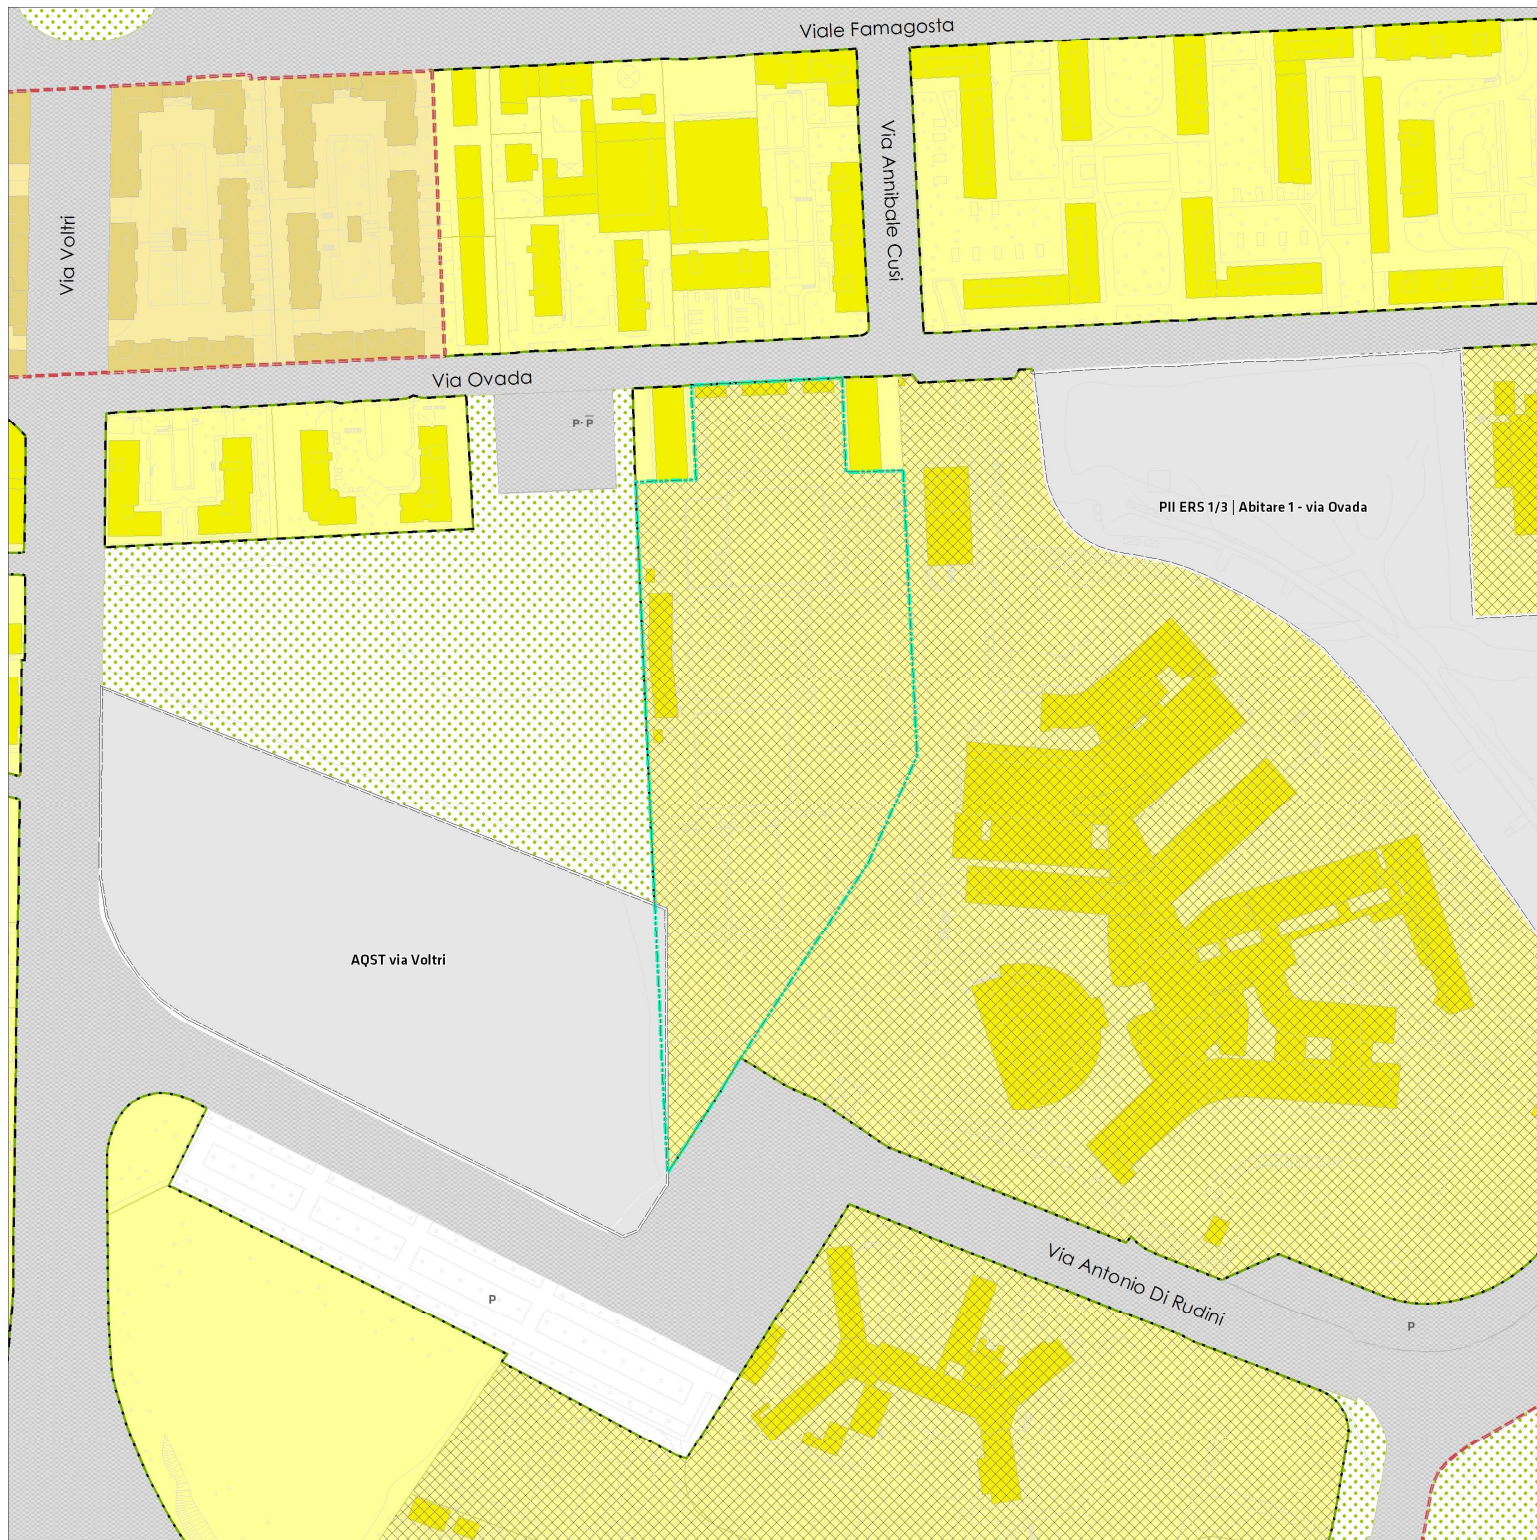 Viale Famagosta
Via Annibale Cusi
Via Voltri
Via Ovada
P- P
PII ERS 1/3 | Abitare 1 - via Ovada
AQST via Voltri
Via Antonio Di Rudinì
P
P